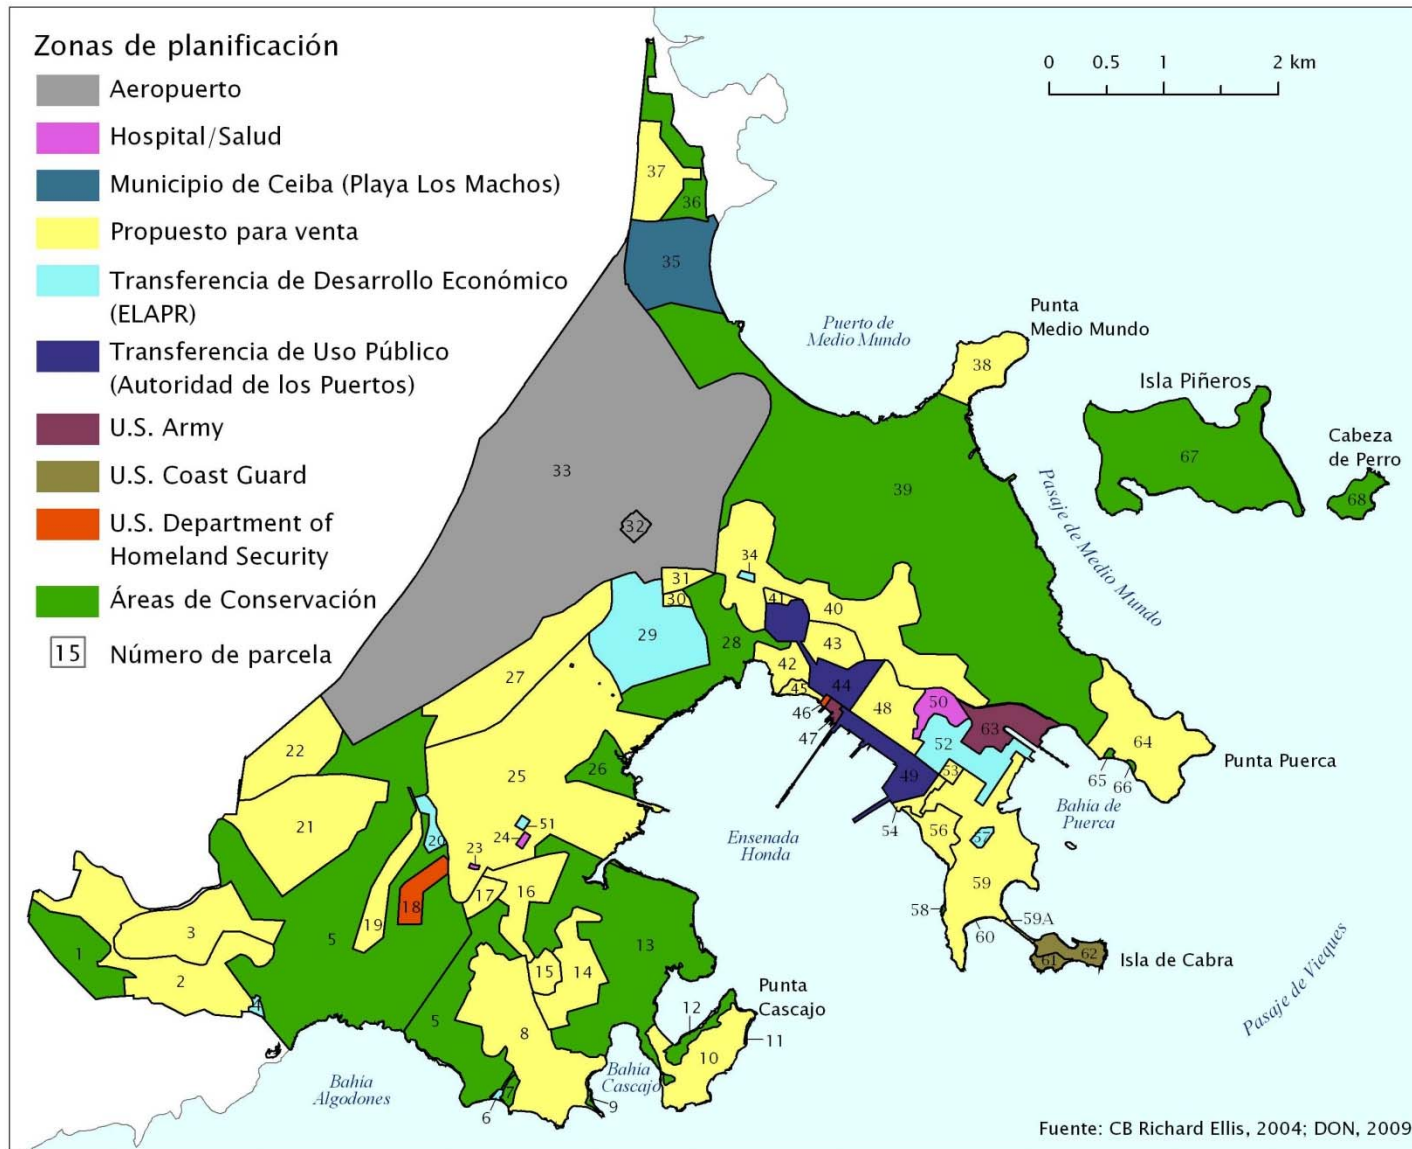 Zonas de planificación
Aeropuerto
Hospital/Salud
Municipio de Ceiba (Playa Los Machos)
Propuesto para venta
Transferencia de Desarrollo Económico
(ELAPR)
Transferencia de Uso Público
(Autoridad de los Puertos)
U.S. Army
U.S. Coast Guard
U.S. Department of
Homeland Security
Áreas de Conservación
15 Número de parcela
0 0.5 1 2 km
37
36
35
Puerto de
Medio Mundo
Punta
Medio Mundo
38
Isla Piñeros
67
Cabeza
de Perro
68
33
32
39
Pasaje de Medio Mundo
34
31
30
29
28
41
40
43
42
45
44
46
47
48
50
63
52
49
53
54
56
57
59
58
59A
60
61
62
64
65
66
Punta Puerca
Bahía de
Puerca
Ensenada
Honda
Isla de Cabra
Pasaje de Vieques
27
22
25
26
21
20
51
24
23
19
18
17
16
1
3
2
4
5
5
13
15
14
8
12
Punta
Cascajo
11
10
9
7
6
Bahía
Algodones
Bahía
Cascajo
Fuente: CB Richard Ellis, 2004; DON, 2009